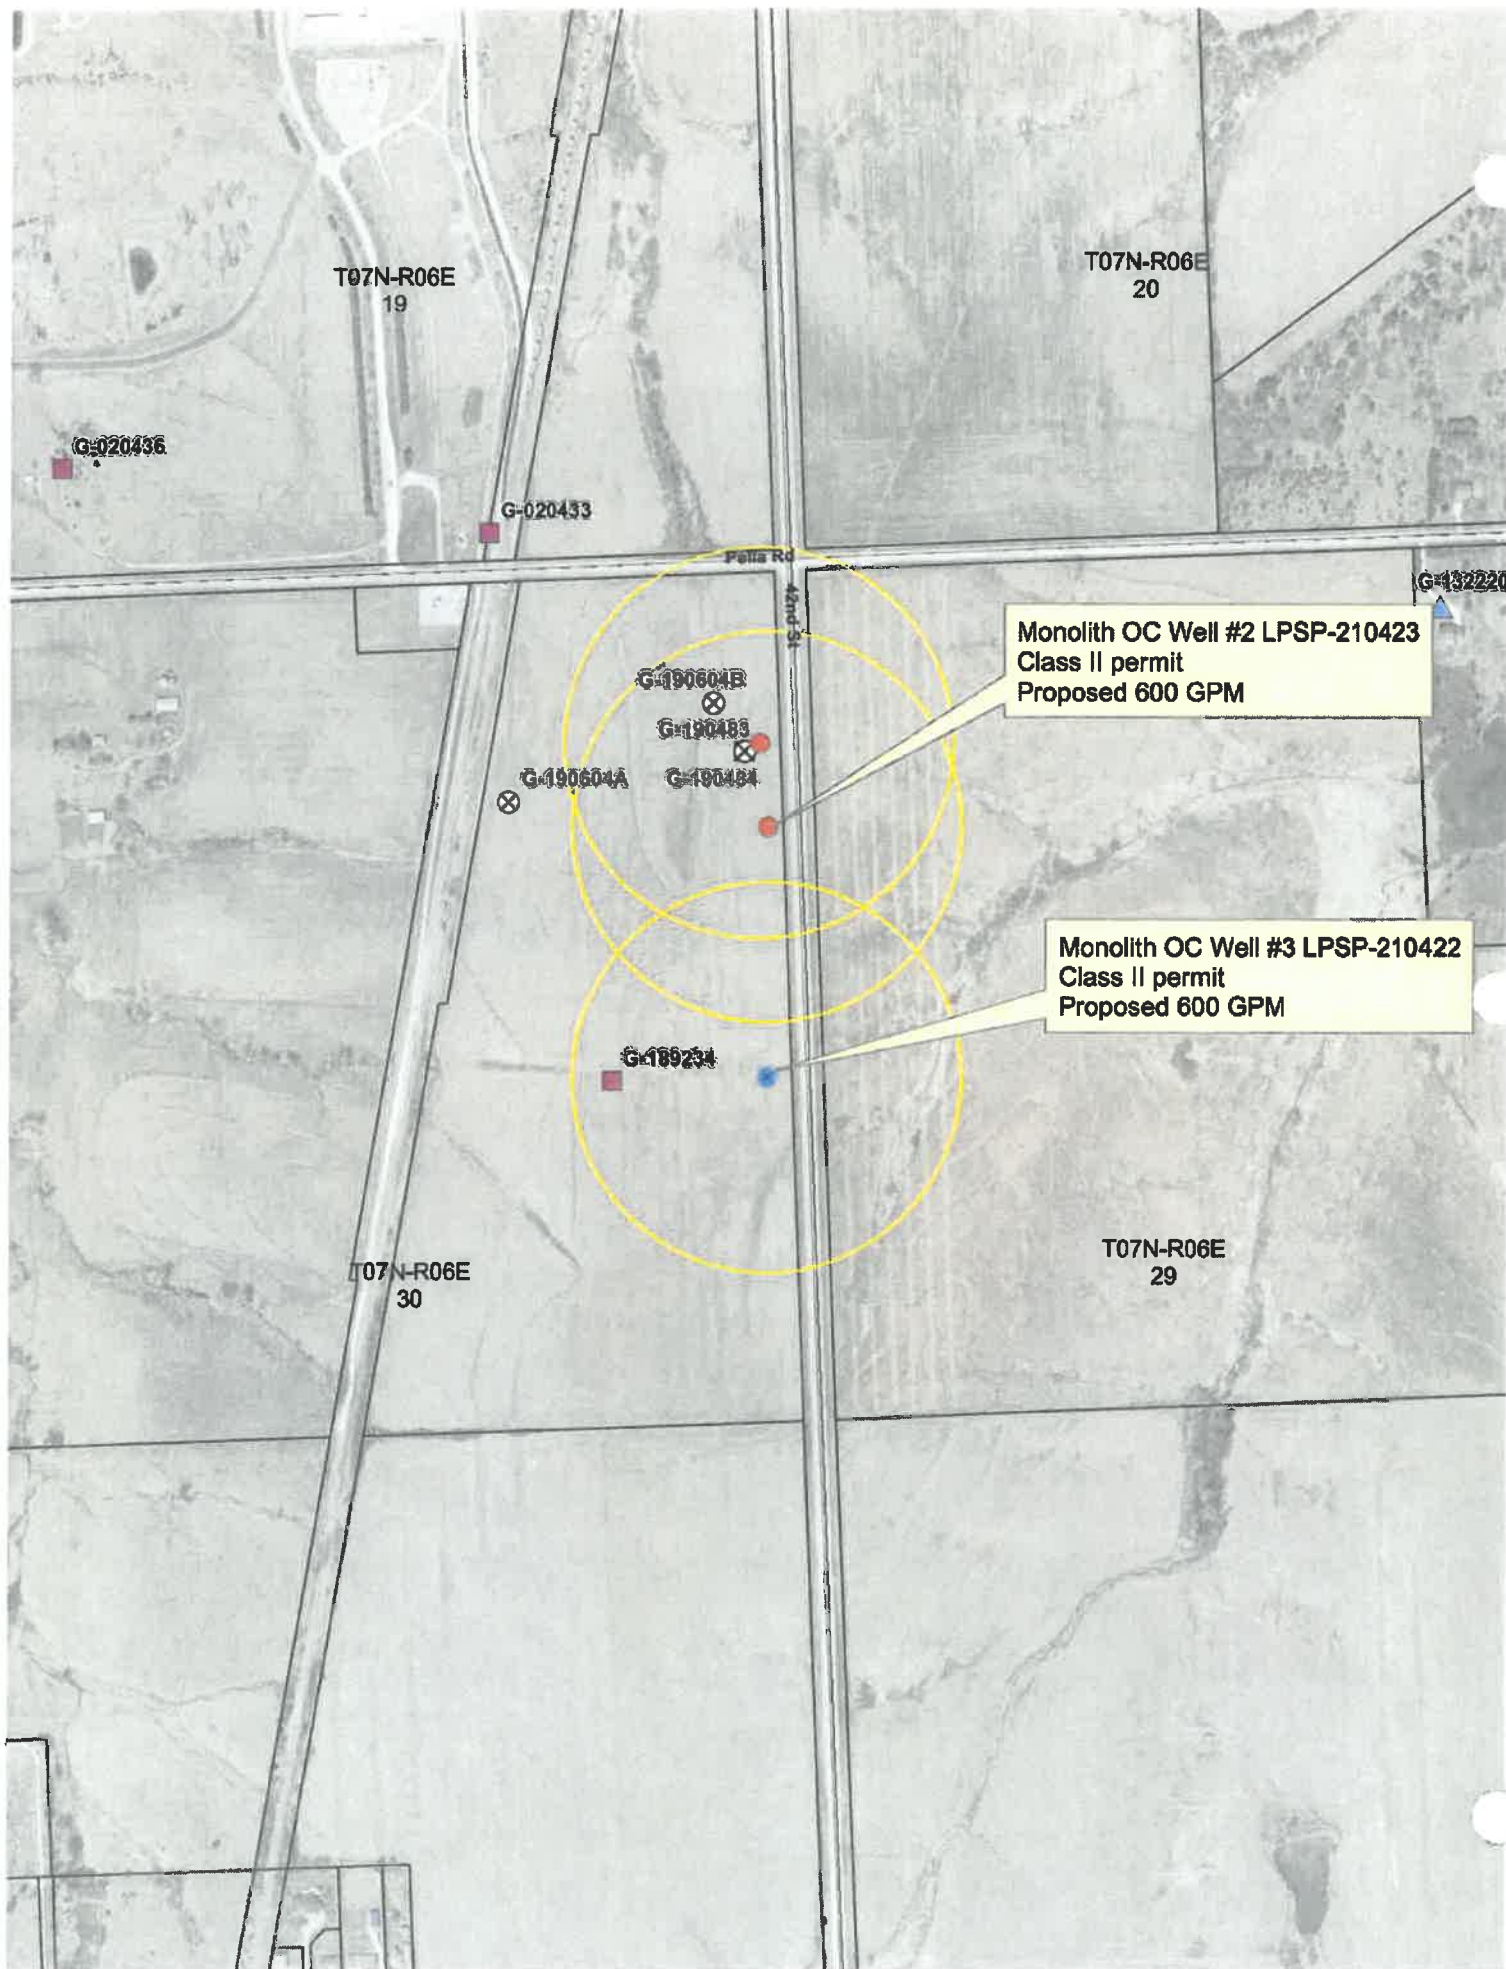 T07N-R06E
19
T07N-R06E
20
G-020436
G-020433
Pella Rd
42nd St
G-132220
Monolith OC Well #2 LPSP-210423
Class II permit
Proposed 600 GPM
G-190604B
G-190483
G-190604A
G-190484
Monolith OC Well #3 LPSP-210422
Class II permit
Proposed 600 GPM
G-189234
T07N-R06E
29
T07N-R06E
30